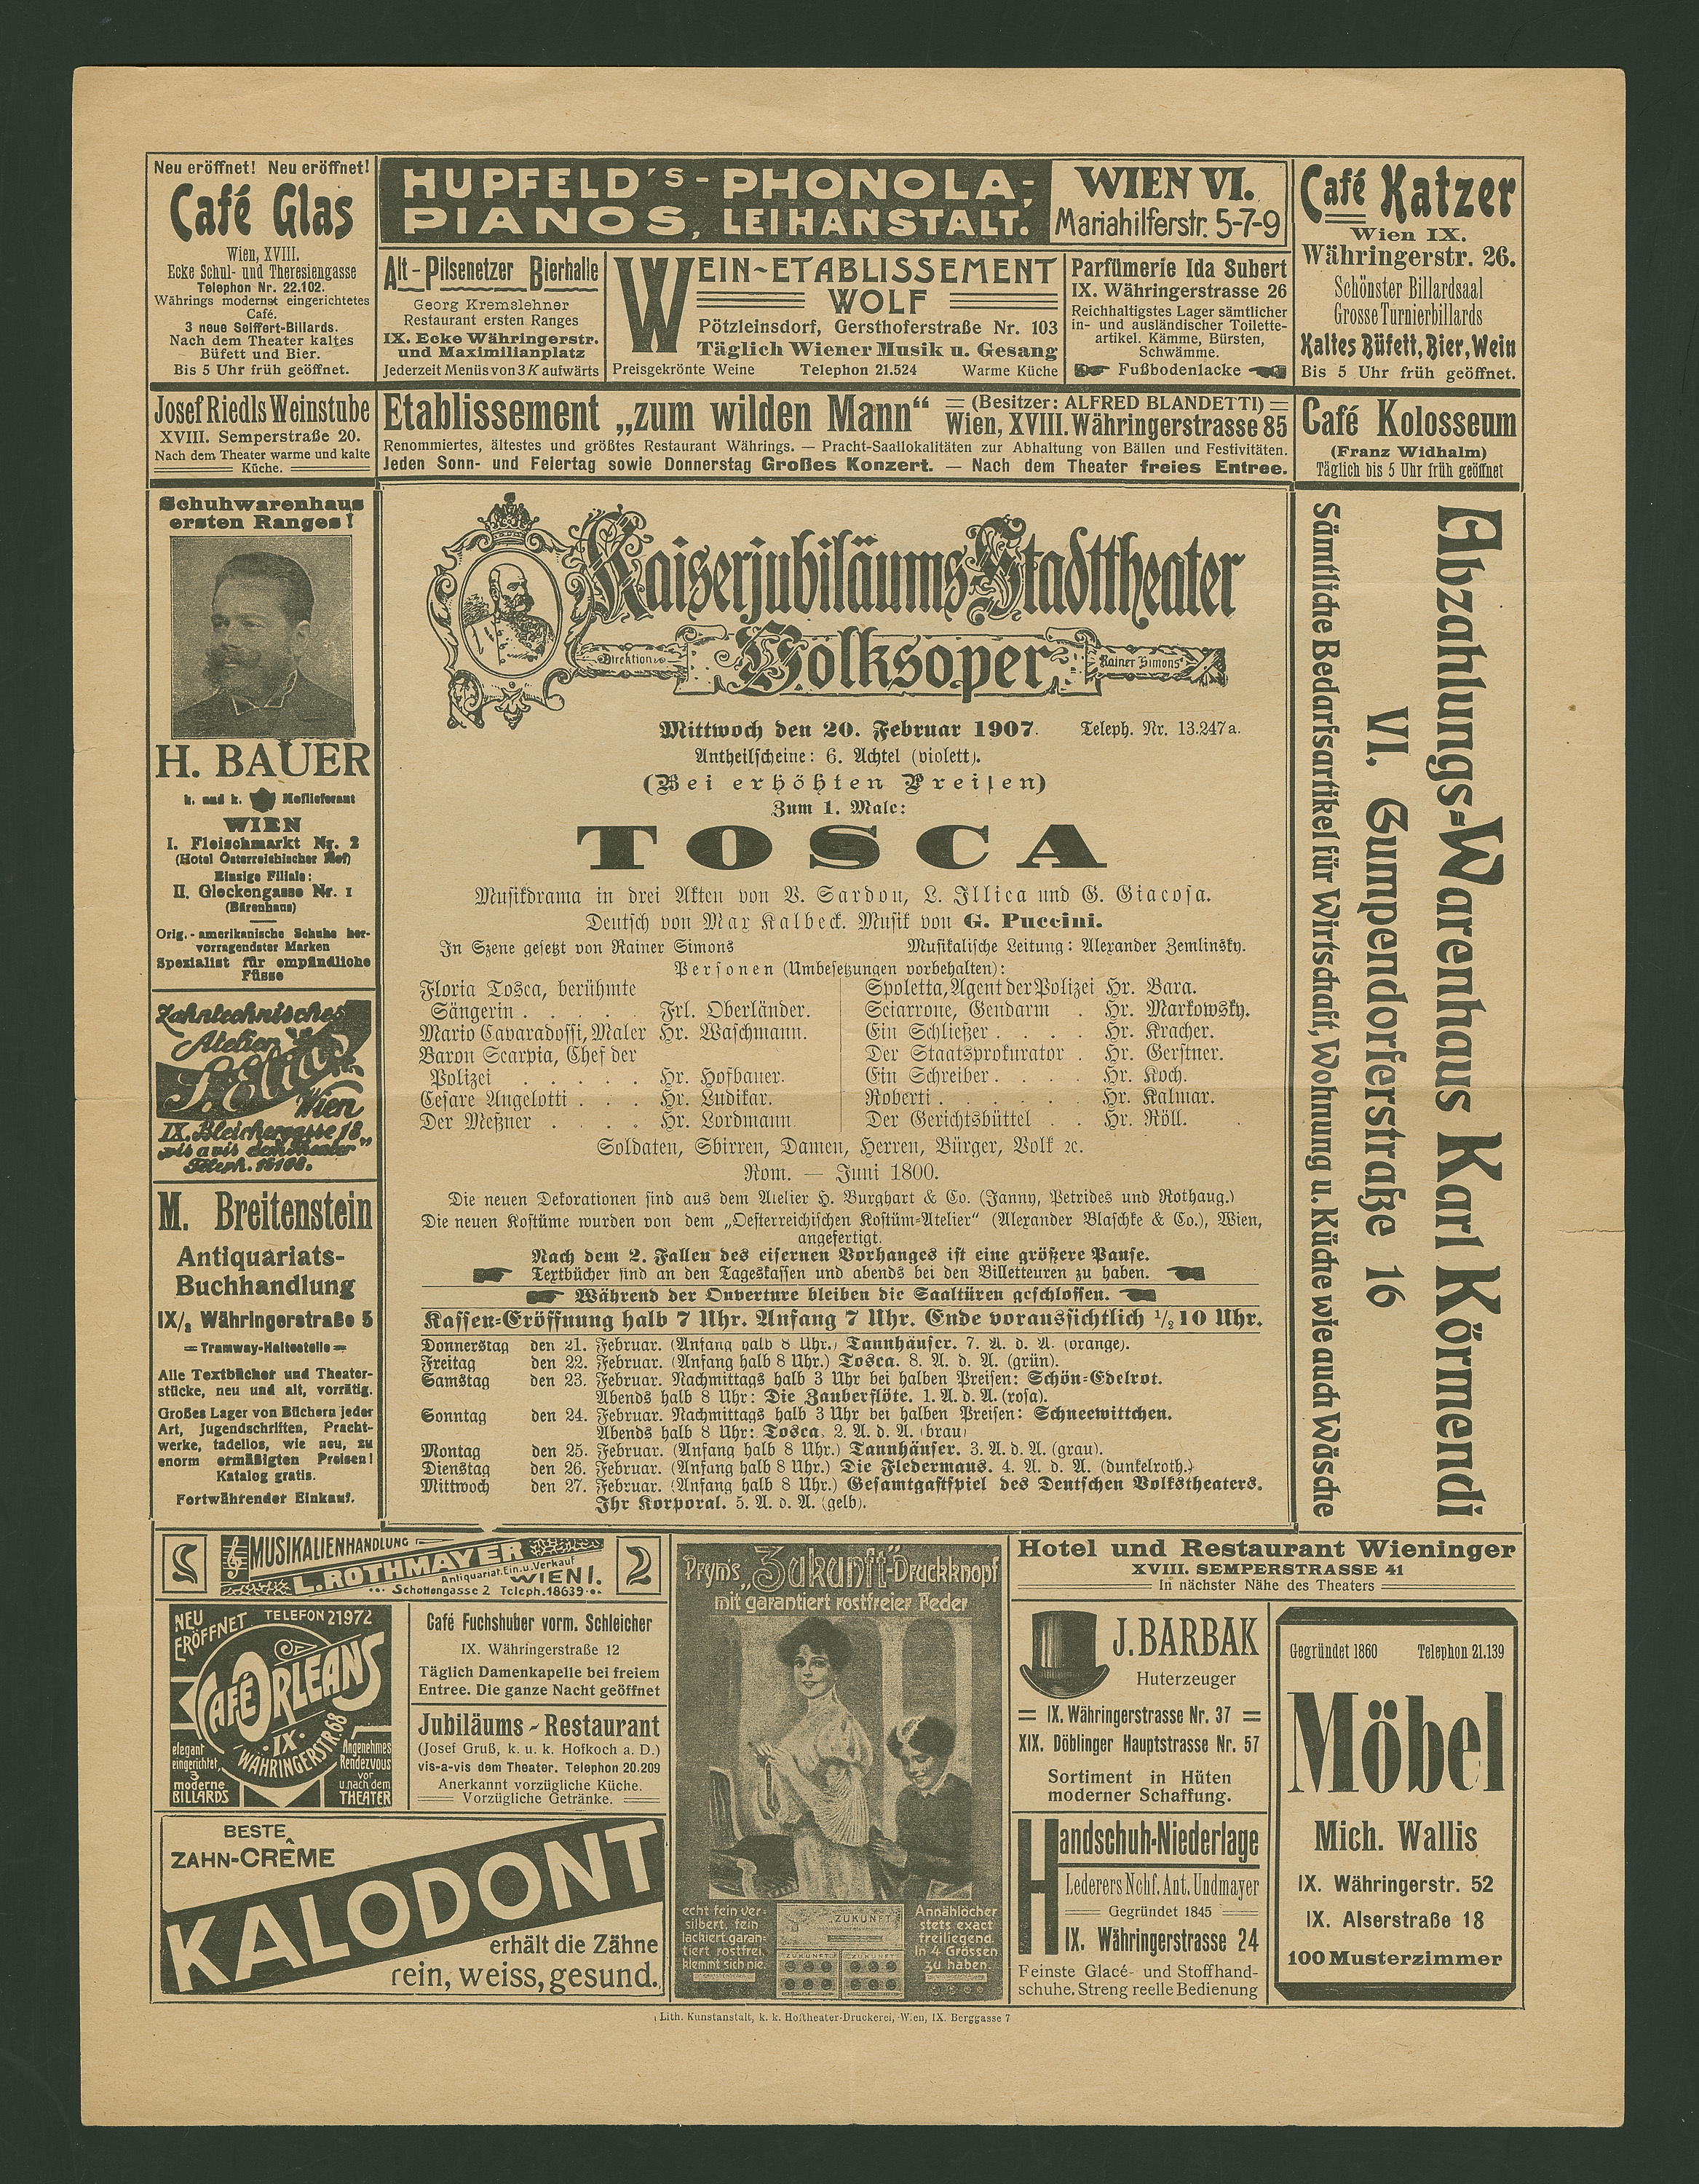 Neu eröffnet! Neu eröffnet!
Café Glas
Wien, XVIII.
Ecke Schul- und Theresiengasse
Telephon Nr. 22.102.
Währings modernst eingerichtetes
Café.
3 neue Seiffert-Billards.
Nach dem Theater kaltes
Büfett und Bier.
Bis 5 Uhr früh geöffnet.
HUPFELD's - PHONOLA-
PIANOS, LEIHANSTALT.
WIEN VI.
Mariahilferstr. 5-7-9
Café Katzer
Wien IX.
Währingerstr. 26.
Schönster Billardsaal
Grosse Turnierbillards
Kaltes Büfett, Bier, Wein
Bis 5 Uhr früh geöffnet.
Alt-Pilsenetzer Bierhalle
Georg Kremslehner
Restaurant ersten Ranges
IX. Ecke Währingerstr.
und Maximilianplatz
Jederzeit Menüs von 3 K aufwärts
WEIN-ETABLISSEMENT
WOLF
Pötzleinsdorf, Gersthoferstraße Nr. 103
Täglich Wiener Musik u. Gesang
Preisgekrönte Weine Telephon 21.524 Warme Küche
Parfümerie Ida Subert
IX. Währingerstrasse 26
Reichhaltigstes Lager sämtlicher
in- und ausländischer Toilette-
artikel. Kämme, Bürsten,
Schwämme.
Fußbodenlacke
Josef Riedls Weinstube
XVIII. Semperstraße 20.
Nach dem Theater warme und kalte
Küche.
Etablissement „zum wilden Mann“
(Besitzer: ALFRED BLANDETTI)
Wien, XVIII. Währingerstrasse 85
Renommiertes, ältestes und größtes Restaurant Währings. — Pracht-Saallokalitäten zur Abhaltung von Bällen und Festivitäten.
Jeden Sonn- und Feiertag sowie Donnerstag Großes Konzert. — Nach dem Theater freies Entree.
Café Kolosseum
(Franz Widhalm)
Täglich bis 5 Uhr früh geöffnet
Schuhwarenhaus
ersten Ranges!
H. BAUER
k. und k. Hoflieferant
WIEN
I. Fleischmarkt Nr. 2
(Hotel Österreichischer Hof)
Einzige Filiale:
II. Glockengasse Nr. 1
(Bärenhaus)
Orig.-amerikanische Schuhe her-
vorragendster Marken
Spezialist für empfindliche
Füsse
Zahntechnisches
Atelier
Wien
IX. Bleichergasse 18
vis a vis dem Theater
Teleph. 18108.
M. Breitenstein
Antiquariats-
Buchhandlung
IX/2 Währingerstraße 5
Tramway-Haltestelle
Alle Textbücher und Theater-
stücke, neu und alt, vorrätig.
Großes Lager von Büchern jeder
Art, Jugendschriften, Pracht-
werke, tadellos, wie neu, zu
enorm ermäßigten Preisen!
Katalog gratis.
Fortwährender Einkauf.
Kaiserjubiläums-Stadttheater
Direktion Volksoper Rainer Simons
Mittwoch den 20. Februar 1907. Teleph. Nr. 13.247a.
Antheilscheine: 6. Achtel (violett).
(Bei erhöhten Preisen)
Zum 1. Male:
TOSCA
Musikdrama in drei Akten von V. Sardou, L. Illica und G. Giacosa.
Deutsch von Max Kalbeck. Musik von G. Puccini.
In Szene gesetzt von Rainer Simons Musikalische Leitung: Alexander Zemlinsky.
Personen (Umbesetzungen vorbehalten):
Floria Tosca, berühmte
Sängerin . . . . . Frl. Oberländer.
Mario Cavaradossi, Maler Hr. Waschmann.
Baron Scarpia, Chef der
Polizei . . . . . Hr. Hofbauer.
Cesare Angelotti . . . Hr. Ludikar.
Der Meßner . . . . Hr. Lordmann
Spoletta, Agent der Polizei Hr. Bara.
Sciarrone, Gendarm . Hr. Markowsky.
Ein Schließer . . . . Hr. Kracher.
Der Staatsprokurator . Hr. Gerstner.
Ein Schreiber . . . . Hr. Koch.
Roberti . . . . . . Hr. Kalmar.
Der Gerichtsbüttel . . Hr. Röll.
Soldaten, Sbirren, Damen, Herren, Bürger, Volk ꝛc.
Rom. — Juni 1800.
Die neuen Dekorationen sind aus dem Atelier H. Burghart & Co. (Janny, Petrides und Rothaug.)
Die neuen Kostüme wurden von dem „Oesterreichischen Kostüm-Atelier“ (Alexander Blaschke & Co.), Wien,
angefertigt.
Nach dem 2. Fallen des eisernen Vorhanges ist eine größere Pause.
Textbücher sind an den Tageskassen und abends bei den Billetteuren zu haben.
Während der Ouverture bleiben die Saaltüren geschlossen.
Kassen-Eröffnung halb 7 Uhr. Anfang 7 Uhr. Ende voraussichtlich 1/2 10 Uhr.
Donnerstag den 21. Februar. (Anfang halb 8 Uhr.) Tannhäuser. 7. A. d. A. (orange).
Freitag den 22. Februar. (Anfang halb 8 Uhr.) Tosca. 8. A. d. A. (grün).
Samstag den 23. Februar. Nachmittags halb 3 Uhr bei halben Preisen: Schön-Edelrot.
Abends halb 8 Uhr: Die Zauberflöte. 1. A. d. A. (rosa).
Sonntag den 24. Februar. Nachmittags halb 3 Uhr bei halben Preisen: Schneewittchen.
Abends halb 8 Uhr: Tosca. 2. A. d. A. (braun)
Montag den 25. Februar. (Anfang halb 8 Uhr.) Tannhäuser. 3. A. d. A. (grau).
Dienstag den 26. Februar. (Anfang halb 8 Uhr.) Die Fledermaus. 4. A. d. A. (dunkelroth.)
Mittwoch den 27. Februar. (Anfang halb 8 Uhr.) Gesamtgastspiel des Deutschen Volkstheaters.
Ihr Korporal. 5. A. d. A. (gelb).
Abzahlungs-Warenhaus Karl Körmendi
VI. Gumpendorferstraße 16
Sämtliche Bedarfsartikel für Wirtschaft, Wohnung u. Küche wie auch Wäsche
2 MUSIKALIENHANDLUNG 2
L. ROTHMAYER
Antiquariat. Ein. u. Verkauf
WIEN I.
Schottengasse 2 Teleph. 18639
NEU
ERÖFFNET
TELEFON 21972
CAFÉ ORLEANS
IX.
WÄHRINGERSTR. 68
elegant
eingerichtet,
3
moderne
BILLARDS
Angenehmes
Rendezvous
vor
u. nach dem
THEATER
Café Fuchshuber vorm. Schleicher
IX. Währingerstraße 12
Täglich Damenkapelle bei freiem
Entree. Die ganze Nacht geöffnet
Jubiläums-Restaurant
(Josef Gruß, k. u. k. Hofkoch a. D.)
vis-a-vis dem Theater. Telephon 20.209
Anerkannt vorzügliche Küche.
Vorzügliche Getränke.
BESTE
ZAHN-CRÊME
KALODONT
erhält die Zähne
rein, weiss, gesund.
Prym's „Zukunft“-Druckknopf
mit garantiert rostfreier Feder
echt fein ver-
silbert, fein
lackiert, garan-
tiert rostfrei,
klemmt sich nie.
ZUKUNFT
ZUKUNFT ZUKUNFT
Annählöcher
stets exact
freiliegend.
In 4 Grössen
zu haben.
Hotel und Restaurant Wieninger
XVIII. SEMPERSTRASSE 41
In nächster Nähe des Theaters
J. BARBAK
Huterzeuger
IX. Währingerstrasse Nr. 37
XIX. Döblinger Hauptstrasse Nr. 57
Sortiment in Hüten
moderner Schaffung.
Handschuh-Niederlage
Lederers Nchf. Ant. Undmayer
Gegründet 1845
IX. Währingerstrasse 24
Feinste Glacé- und Stoffhand-
schuhe. Streng reelle Bedienung
Gegründet 1860 Telephon 21.139
Möbel
Mich. Wallis
IX. Währingerstr. 52
IX. Alserstraße 18
100 Musterzimmer
Lith. Kunstanstalt, k. k. Hoftheater-Druckerei, Wien, IX. Berggasse 7